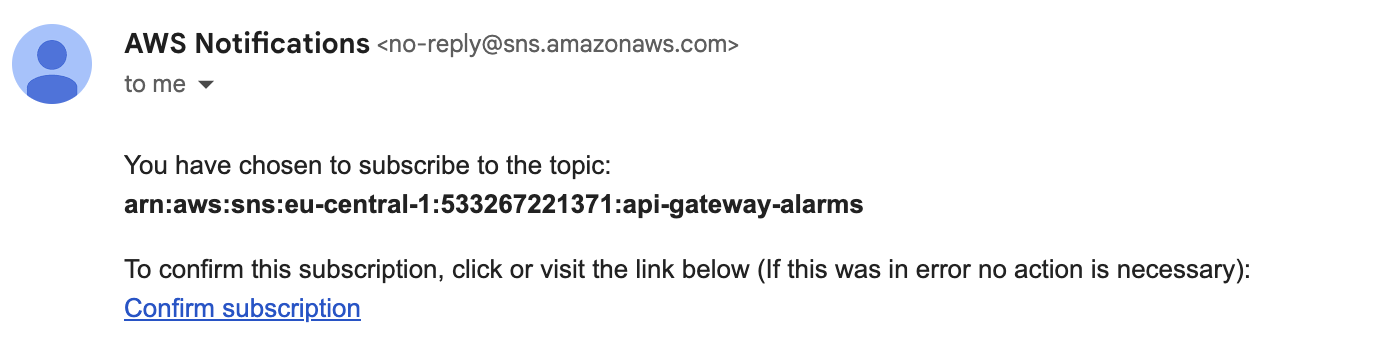 AWS Notifications <no-reply@sns.amazonaws.com>
to me
You have chosen to subscribe to the topic:
arn:aws:sns:eu-central-1:533267221371:api-gateway-alarms
To confirm this subscription, click or visit the link below (If this was in error no action is necessary):
Confirm subscription